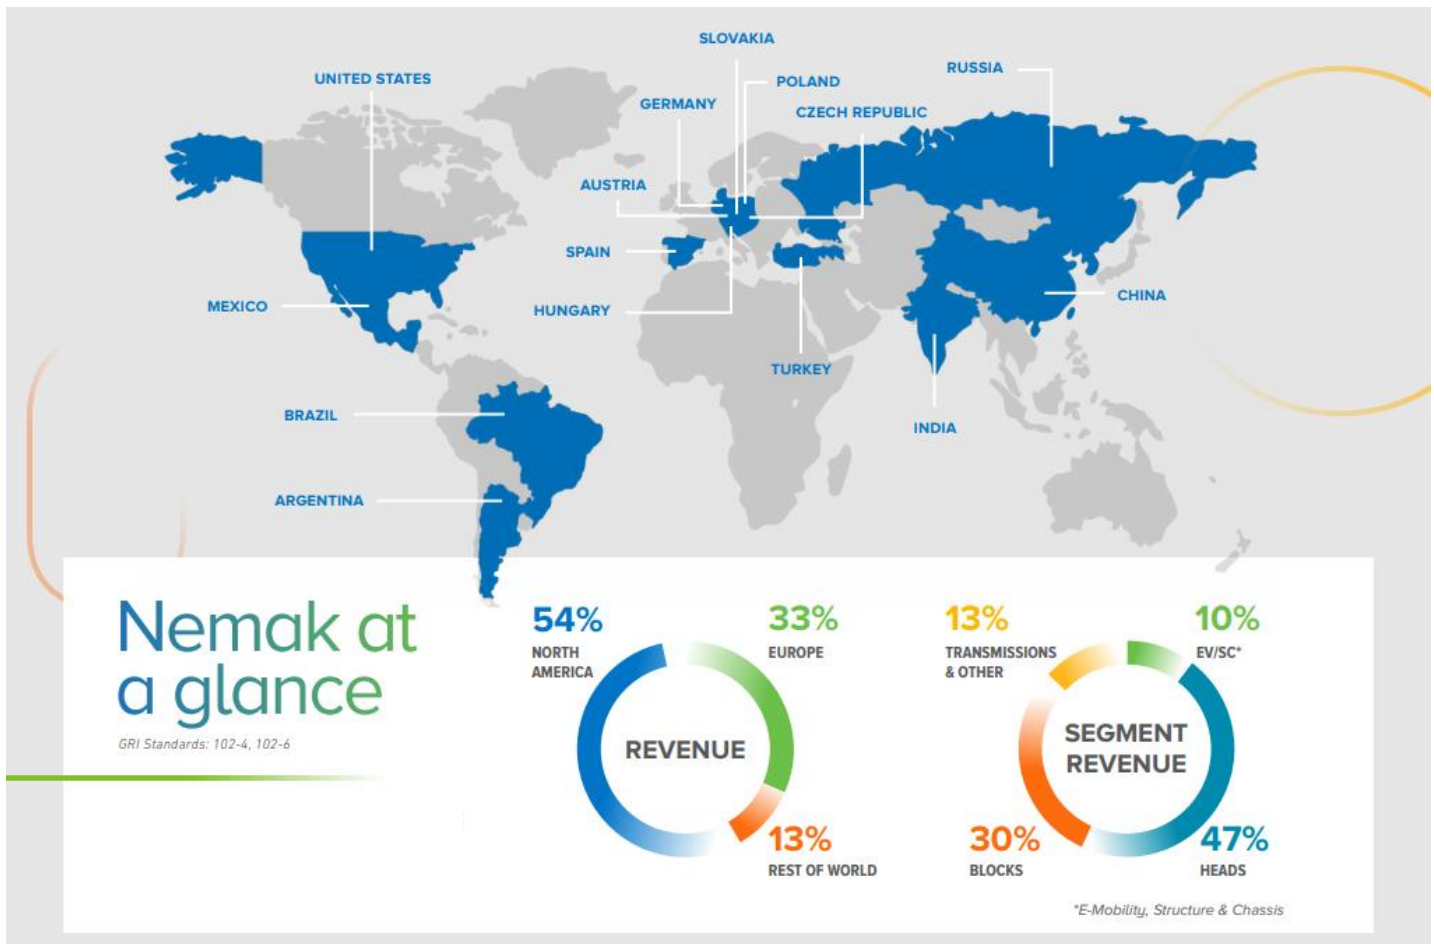 SLOVAKIA
RUSSIA
UNITED STATES
POLAND
GERMANY
CZECH REPUBLIC
AUSTRIA
SPAIN
CHINA
MEXICO
HUNGARY
TURKEY
BRAZIL
INDIA
ARGENTINA
Nemak at
a glance
GRI Standards: 102-4, 102-6
54%
NORTH
AMERICA
33%
EUROPE
REVENUE
13%
REST OF WORLD
13%
TRANSMISSIONS
& OTHER
10%
EV/SC*
SEGMENT
REVENUE
30%
BLOCKS
47%
HEADS
*E-Mobility, Structure & Chassis